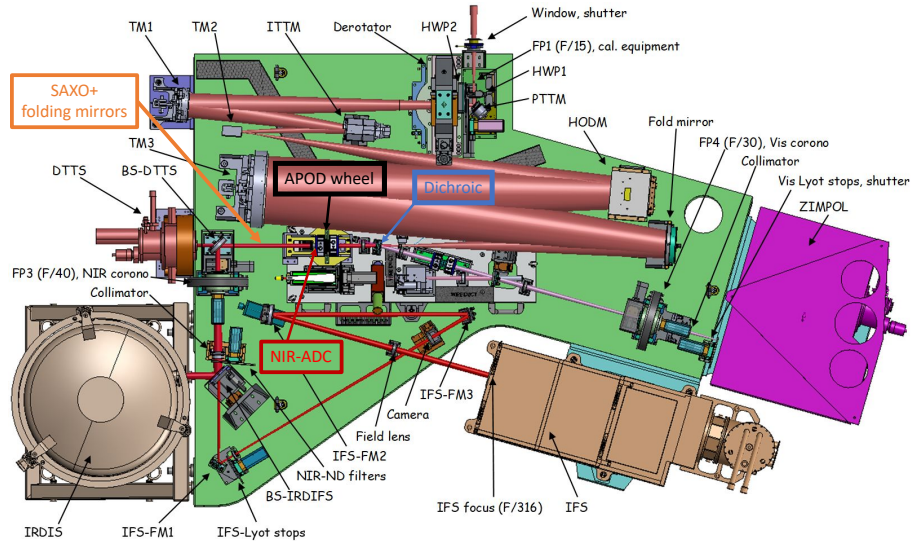 TM1
TM2
ITTM
Derotator
HWP2
Window, shutter
FP1 (F/15), cal. equipment
HWP1
PTTM
SAXO+
folding mirrors
HODM
Fold mirror
FP4 (F/30), Vis corono
Collimator
Vis Lyot stops, shutter
ZIMPOL
TM3
DTTS
BS-DTTS
APOD wheel
Dichroic
FP3 (F/40), NIR corono
Collimator
NIR-ADC
IFS-FM3
Camera
Field lens
IFS-FM2
NIR-ND filters
BS-IRDIFS
IFS focus (F/316)
IFS
IRDIS
IFS-FM1
IFS-Lyot stops